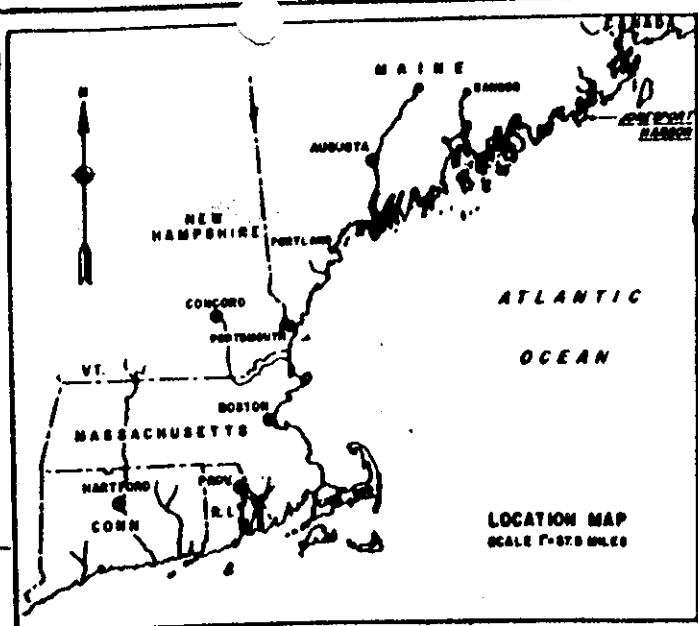 CANADA
MAINE
BANGOR
HARBOR
N
AUGUSTA
NEW
HAMPSHIRE
PORTLAND
CONCORD
ATLANTIC
PORTSMOUTH
OCEAN
VT.
BOSTON
MASSACHUSETTS
HARTFORD
PROV.
R.I.
CONN
LOCATION MAP